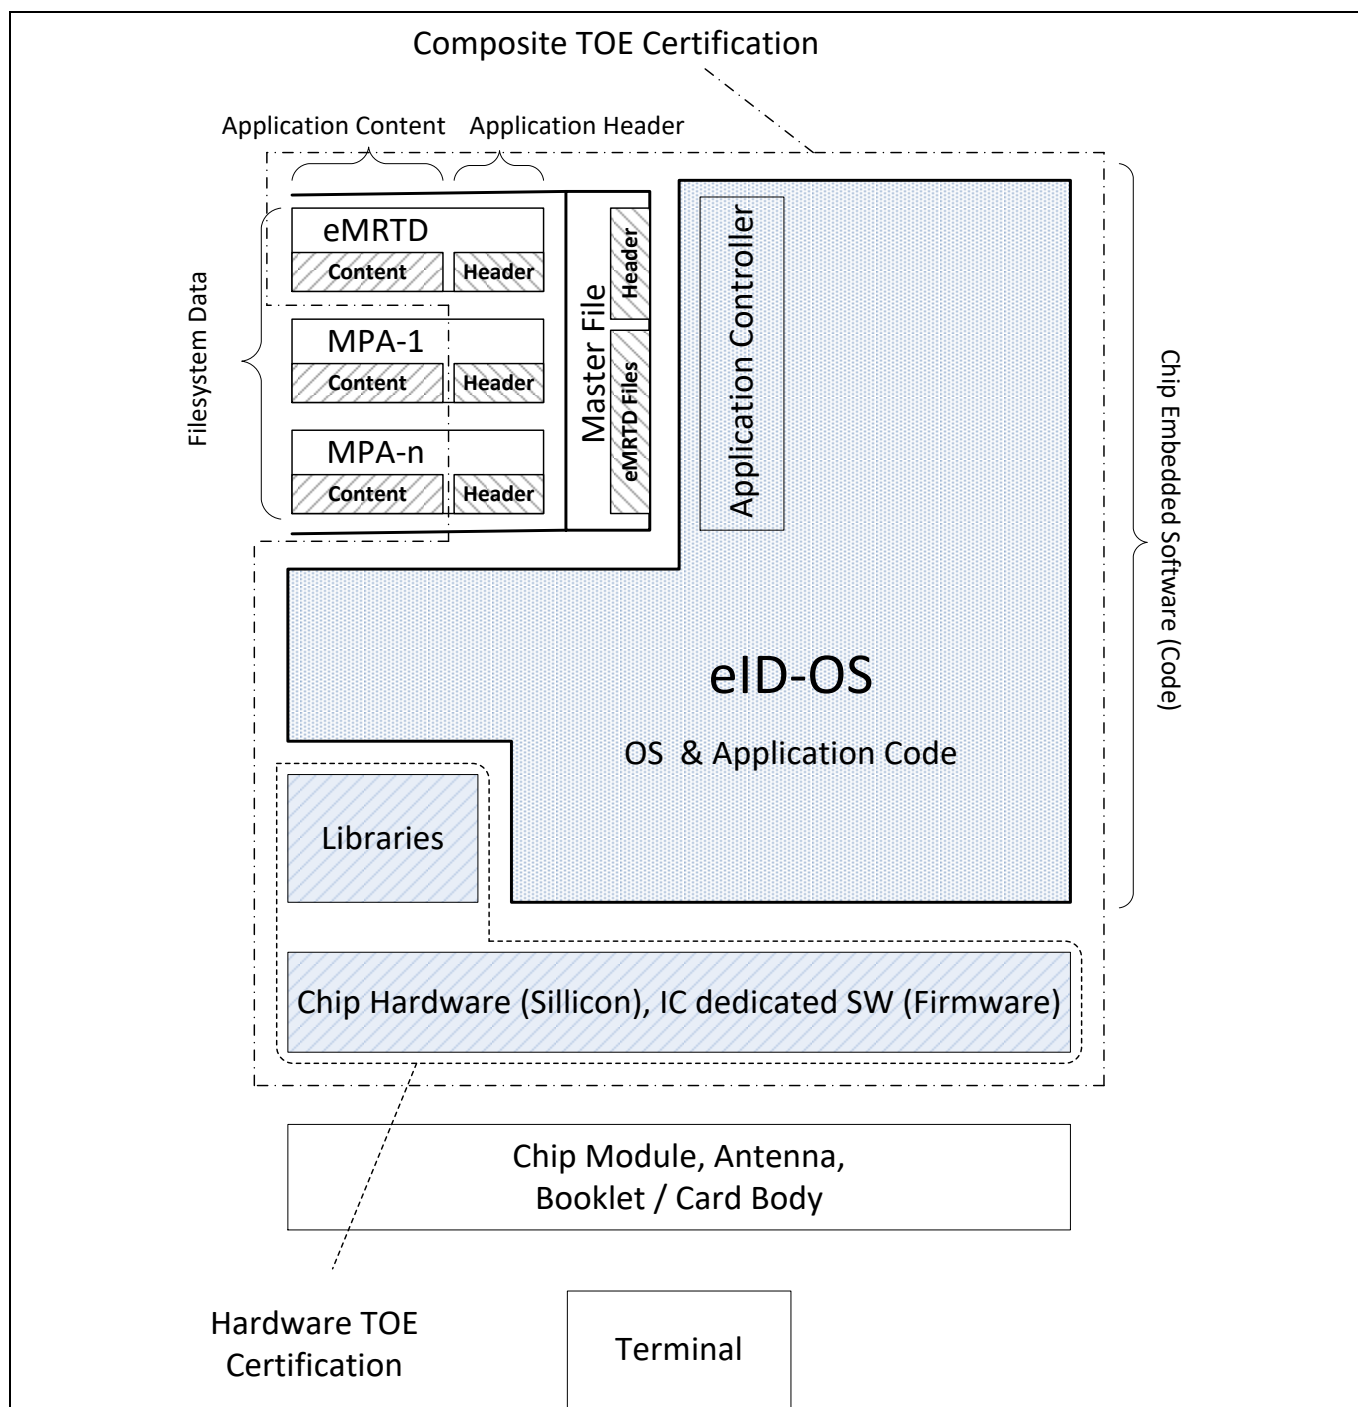 Composite TOE Certification
Application Content
Application Header
eMRTD
Content
Header
MPA-1
Content
Header
MPA-n
Content
Header
Filesystem Data
Master File
Header
eMRTD Files
Application Controller
Chip Embedded Software (Code)
eID-OS
OS & Application Code
Libraries
Chip Hardware (Sillicon), IC dedicated SW (Firmware)
Chip Module, Antenna,
Booklet / Card Body
Hardware TOE
Certification
Terminal